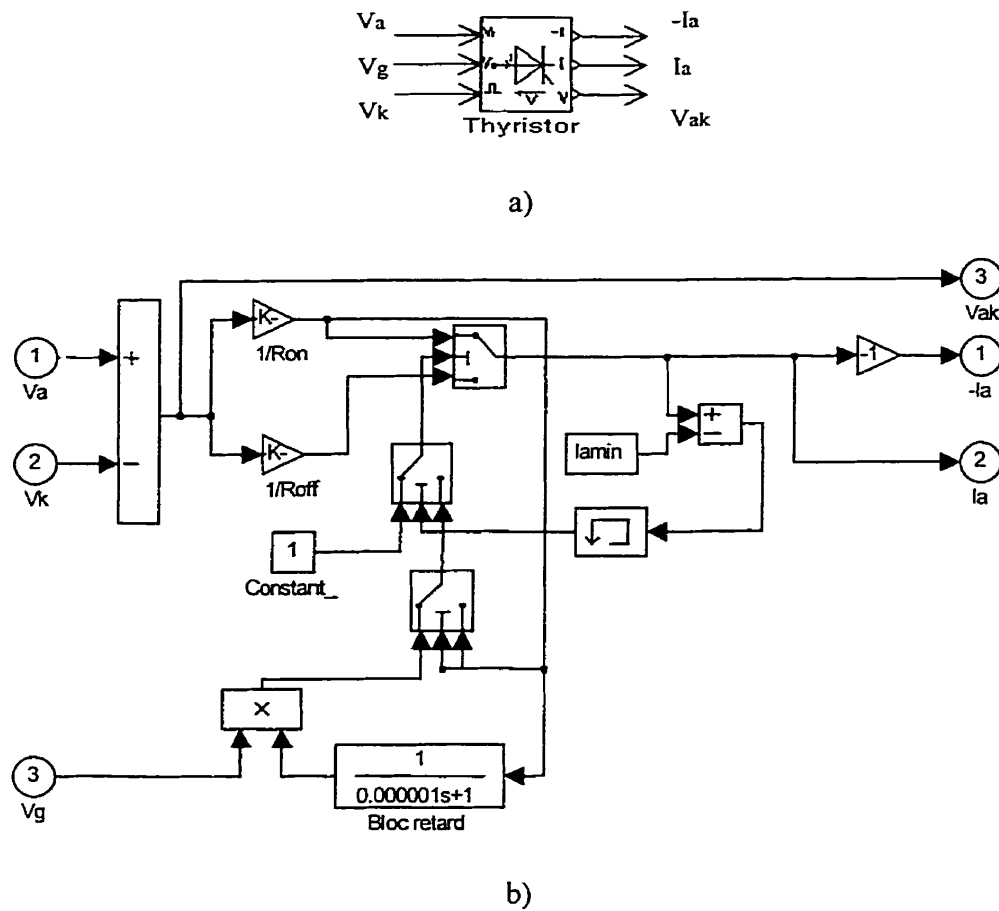 Va
-Ia
Vg
Ia
Vk
Vak
Thyristor
a)
3
Vak
K-
1/Ron
1
Va
-1
1
-Ia
+
+
−
−
Iamin
2
Vk
K-
1/Roff
2
Ia
1
Constant_
×
3
Vg
1
0.000001s+1
Bloc retard
b)